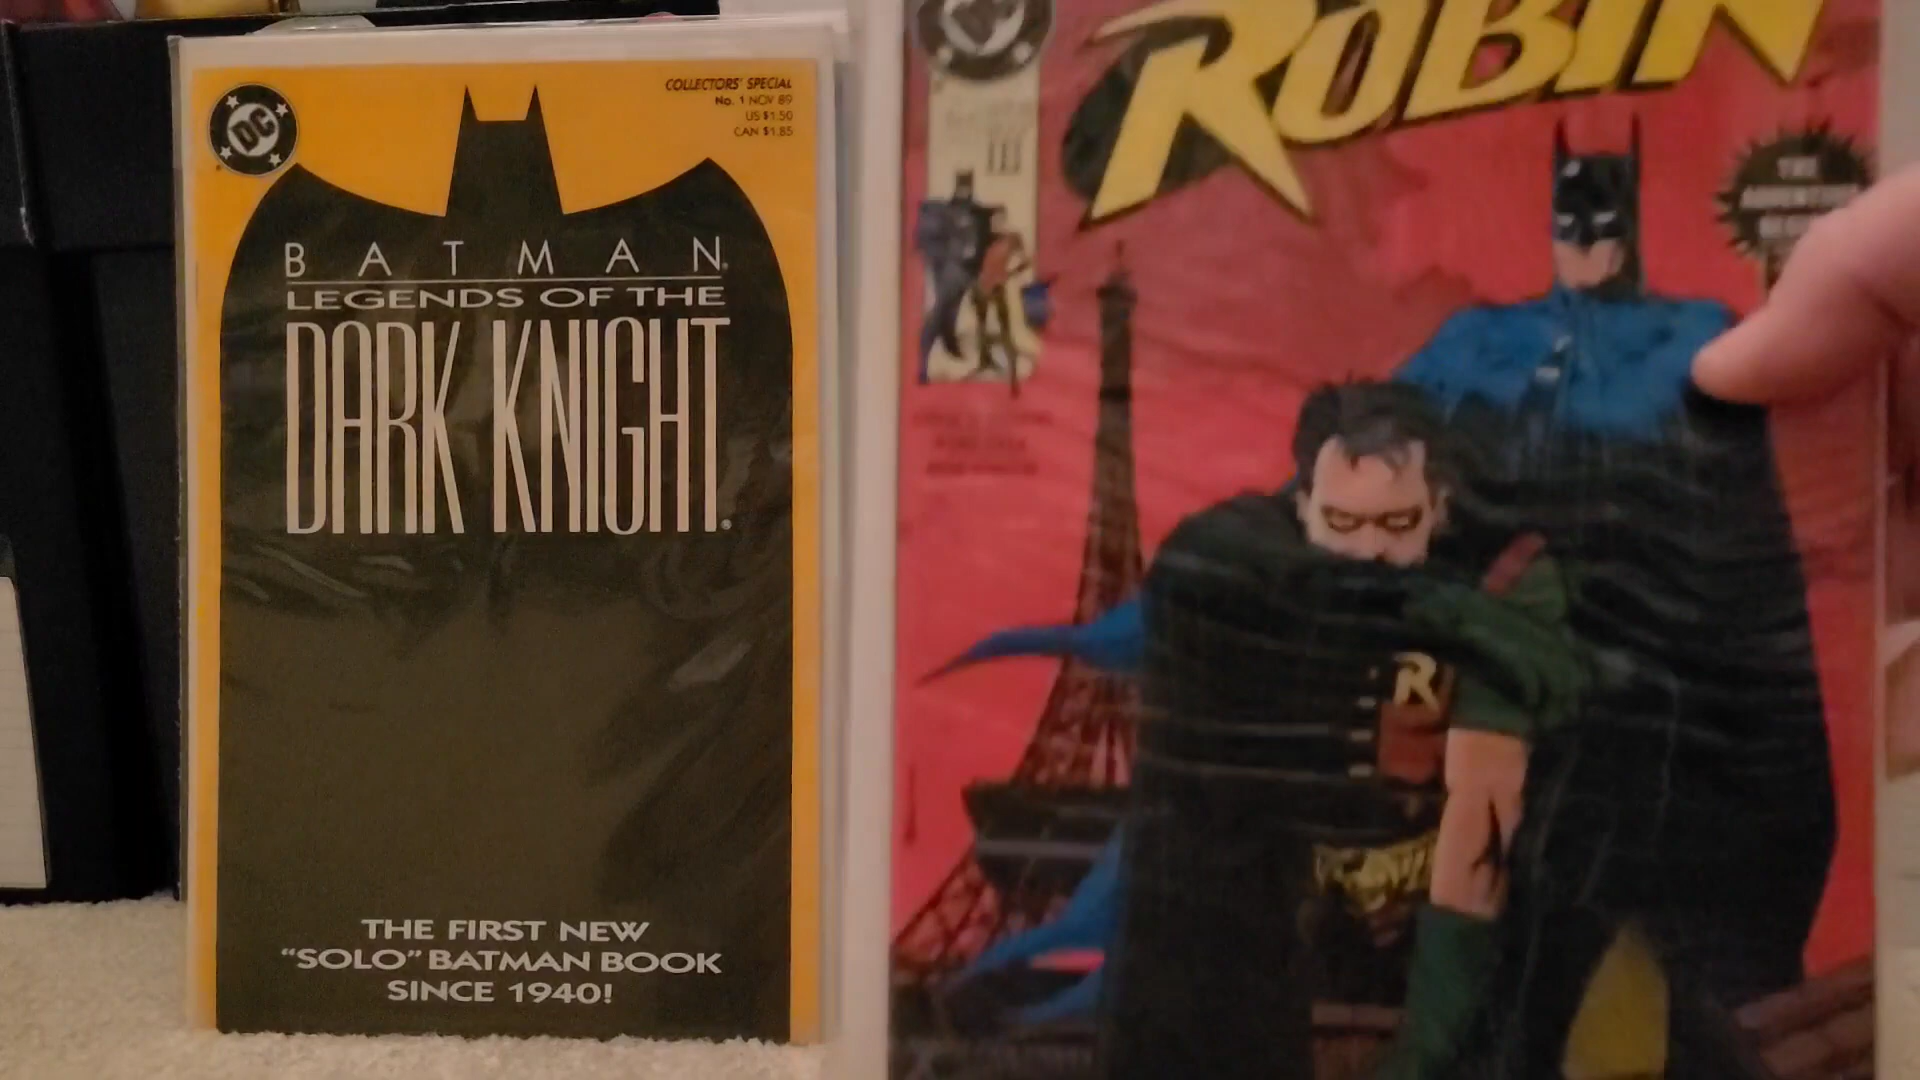 DC
COLLECTORS' SPECIAL
No. 1 NOV 89
US $1.50
CAN $1.85
BATMAN
LEGENDS OF THE
DARK KNIGHT
THE FIRST NEW
"SOLO" BATMAN BOOK
SINCE 1940!
ROBIN
THE
R